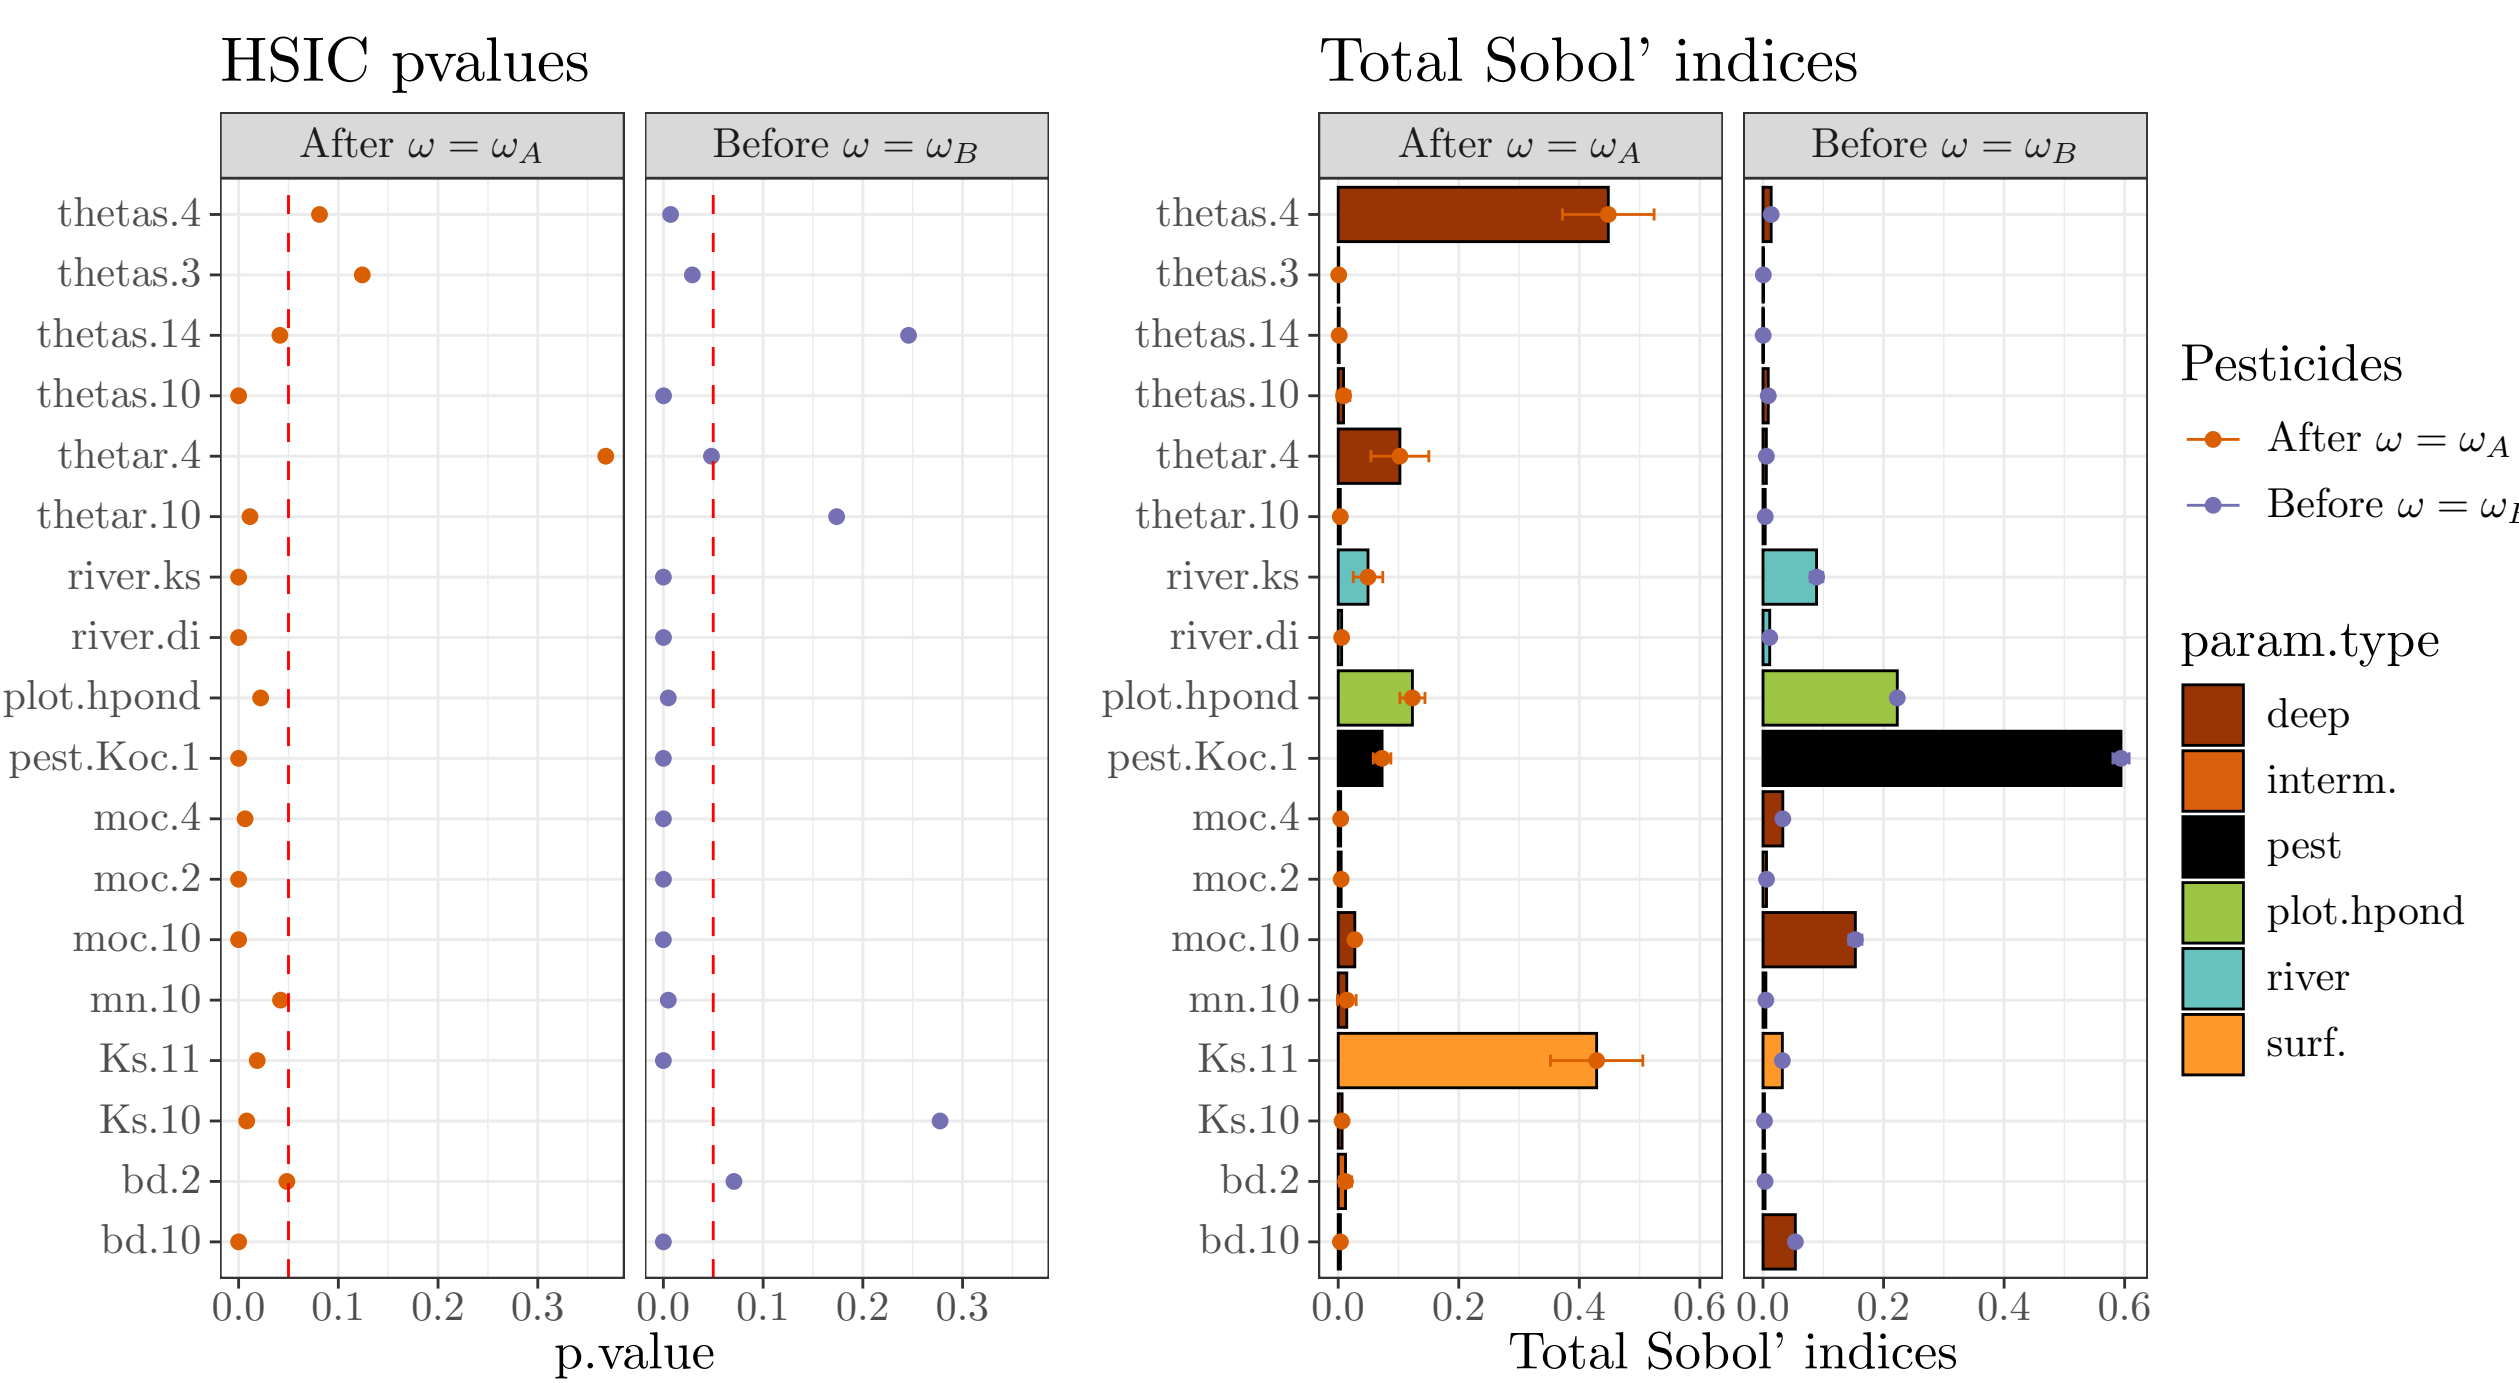 HSIC pvalues
After ω = ω_A
Before ω = ω_B
thetas.4
thetas.3
thetas.14
thetas.10
thetar.4
thetar.10
river.ks
river.di
plot.hpond
pest.Koc.1
moc.4
moc.2
moc.10
mn.10
Ks.11
Ks.10
bd.2
bd.10
0.0 0.1 0.2 0.3
0.0 0.1 0.2 0.3
p.value
Total Sobol' indices
After ω = ω_A
Before ω = ω_B
thetas.4
thetas.3
thetas.14
thetas.10
thetar.4
thetar.10
river.ks
river.di
plot.hpond
pest.Koc.1
moc.4
moc.2
moc.10
mn.10
Ks.11
Ks.10
bd.2
bd.10
0.0 0.2 0.4 0.6
0.0 0.2 0.4 0.6
Total Sobol' indices
Pesticides
After ω = ω_A
Before ω = ω_B
param.type
deep
interm.
pest
plot.hpond
river
surf.